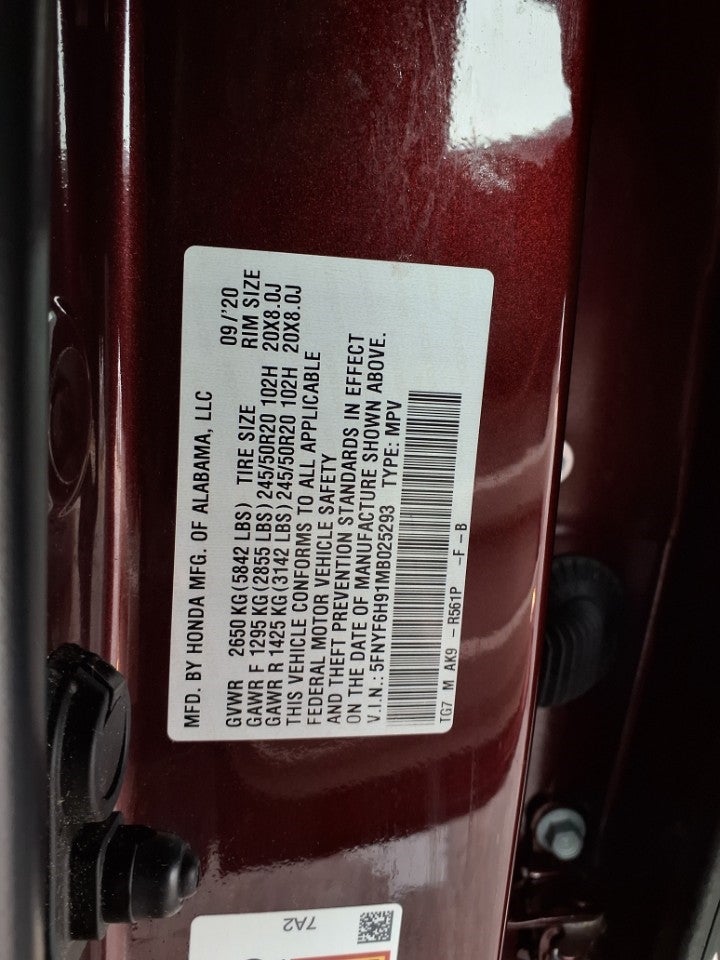 MFD. BY HONDA MFG. OF ALABAMA, LLC 09/'20
GVWR 2650 KG(5842 LBS) TIRE SIZE RIM SIZE
GAWR F 1295 KG(2855 LBS)245/50R20 102H 20X8.0J
GAWR R 1425 KG(3142 LBS)245/50R20 102H 20X8.0J
THIS VEHICLE CONFORMS TO ALL APPLICABLE
FEDERAL MOTOR VEHICLE SAFETY
AND THEFT PREVENTION STANDARDS IN EFFECT
ON THE DATE OF MANUFACTURE SHOWN ABOVE.
V.I.N.:5FNYF6H91MB025293 TYPE: MPV
TG7 M AK9 -R561P -F-B
7A2